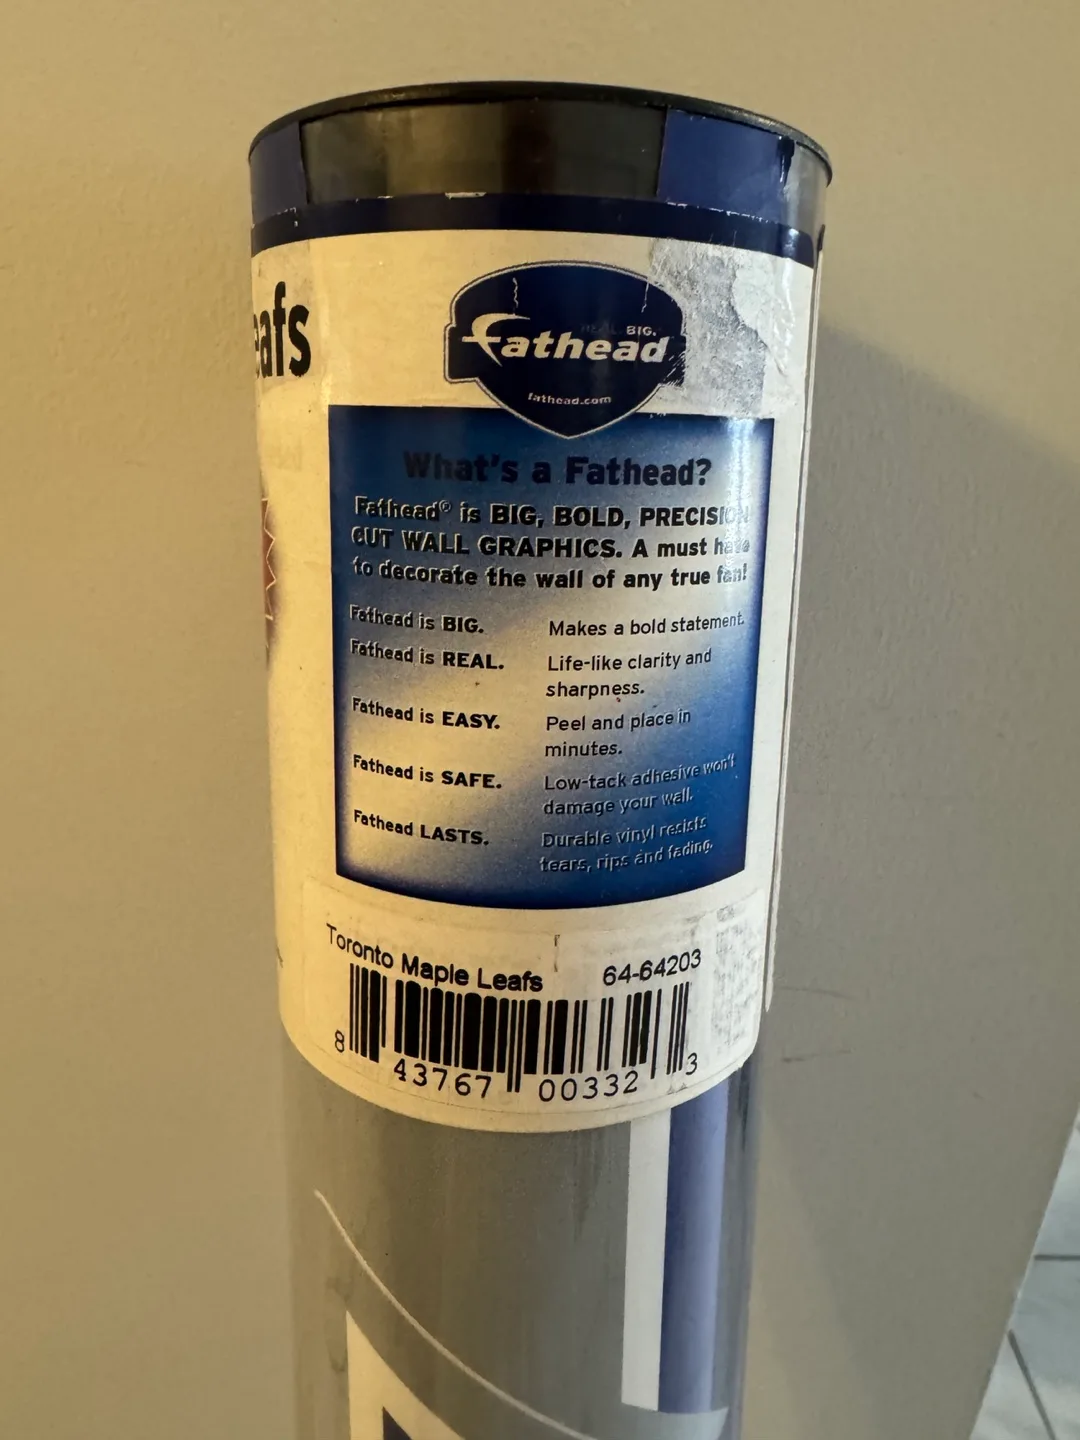 eafs
REAL. BIG.
Fathead
fathead.com
What's a Fathead?
Fathead® is BIG, BOLD, PRECISION
CUT WALL GRAPHICS. A must have
to decorate the wall of any true fan!
Fathead is BIG. Makes a bold statement.
Fathead is REAL. Life-like clarity and
sharpness.
Fathead is EASY. Peel and place in
minutes.
Fathead is SAFE. Low-tack adhesive won't
damage your wall.
Fathead LASTS. Durable vinyl resists
tears, rips and fading.
Toronto Maple Leafs 64-64203
8 43767 00332 3